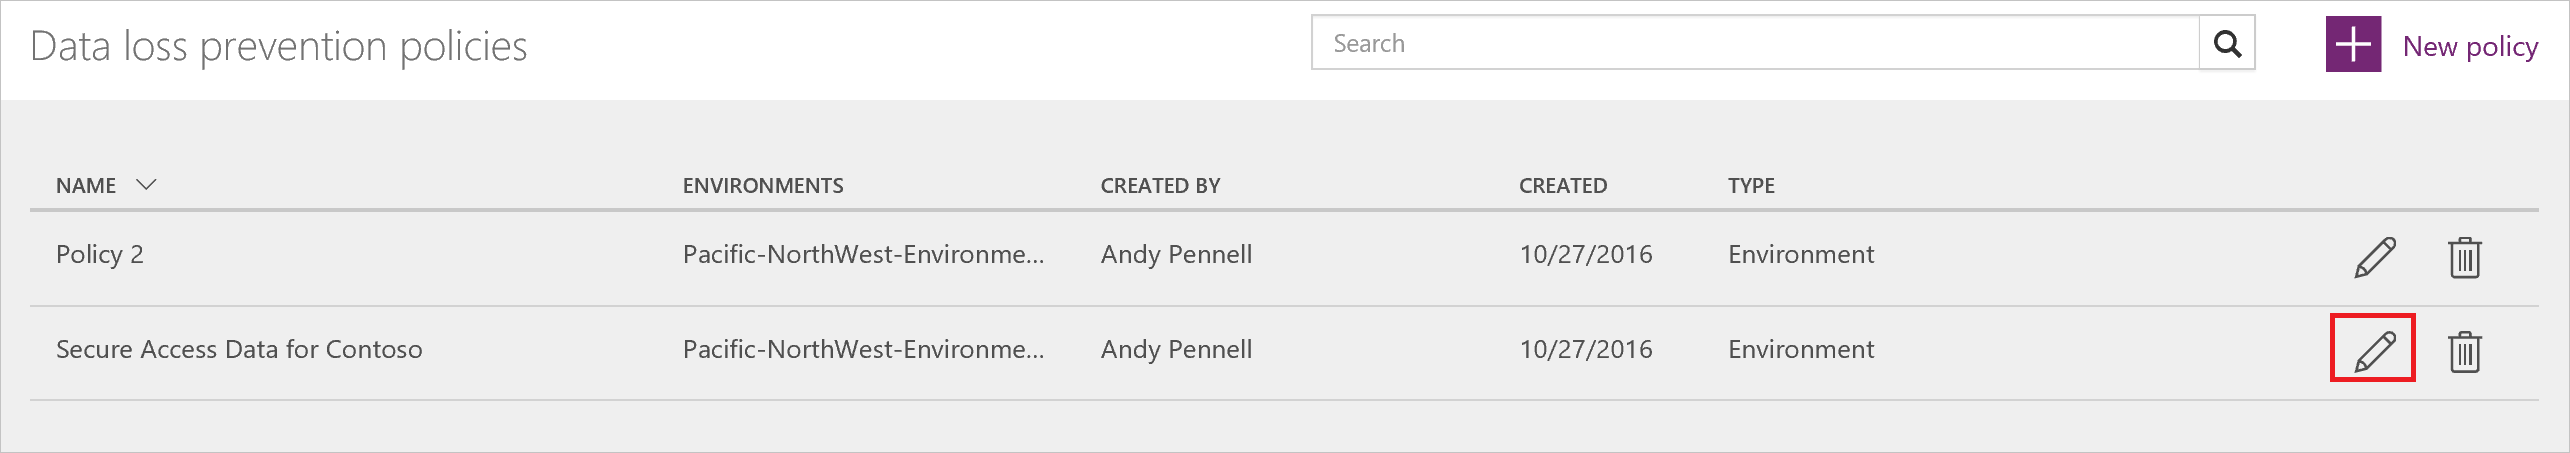 Data loss prevention policies Search New policy
NAME ENVIRONMENTS CREATED BY CREATED TYPE
Policy 2 Pacific-NorthWest-Environme... Andy Pennell 10/27/2016 Environment
Secure Access Data for Contoso Pacific-NorthWest-Environme... Andy Pennell 10/27/2016 Environment